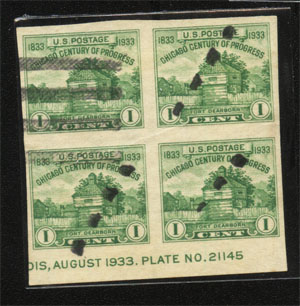 U.S. POSTAGE
1833 1933
CHICAGO CENTURY OF PROGRESS
FORT DEARBORN
1 CENT 1
U.S. POSTAGE
1833 1933
CHICAGO CENTURY OF PROGRESS
FORT DEARBORN
1 CENT 1
U.S. POSTAGE
1833 1933
CHICAGO CENTURY OF PROGRESS
FORT DEARBORN
1 CENT 1
U.S. POSTAGE
1833 1933
CHICAGO CENTURY OF PROGRESS
FORT DEARBORN
1 CENT 1
OIS, AUGUST 1933. PLATE NO. 21145